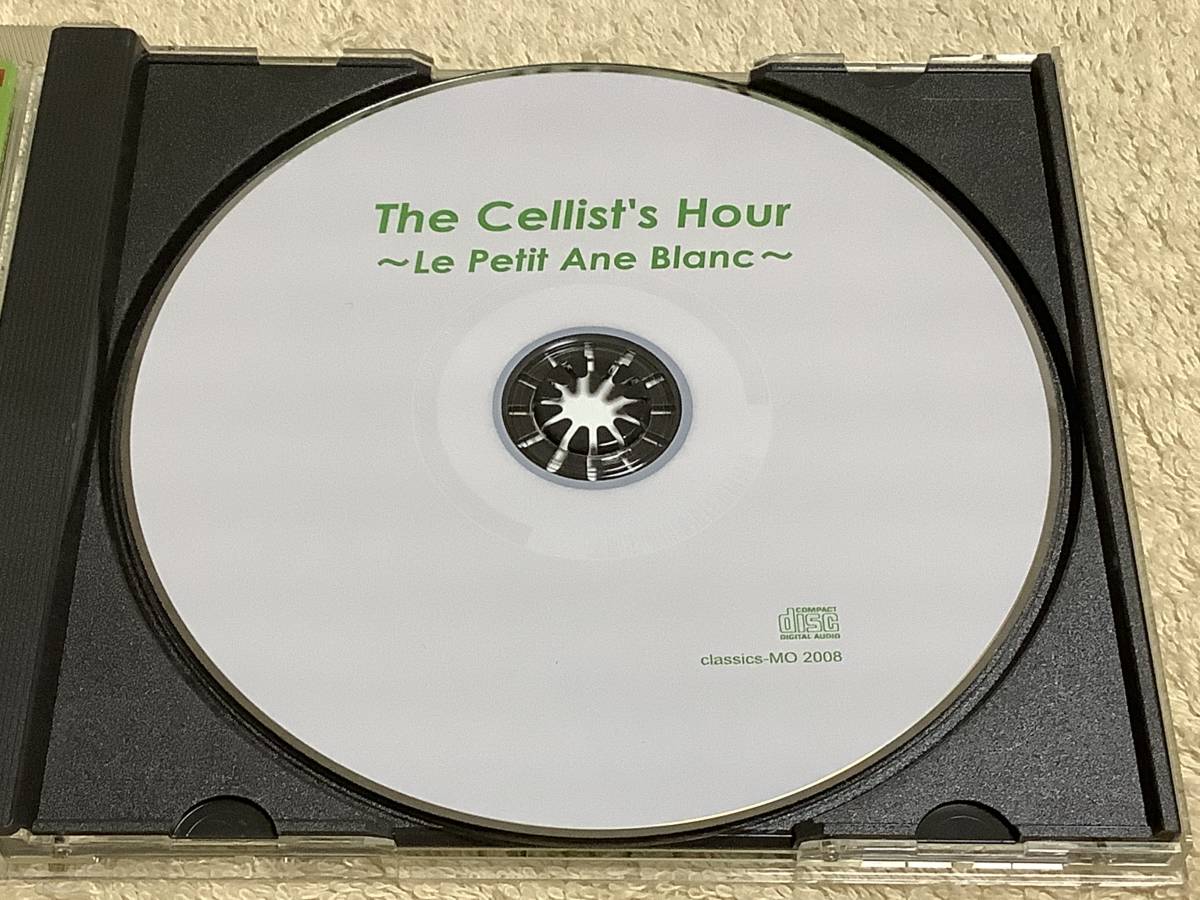 The Cellist's Hour
～Le Petit Ane Blanc～
COMPACT
disc
DIGITAL AUDIO
classics-MO 2008